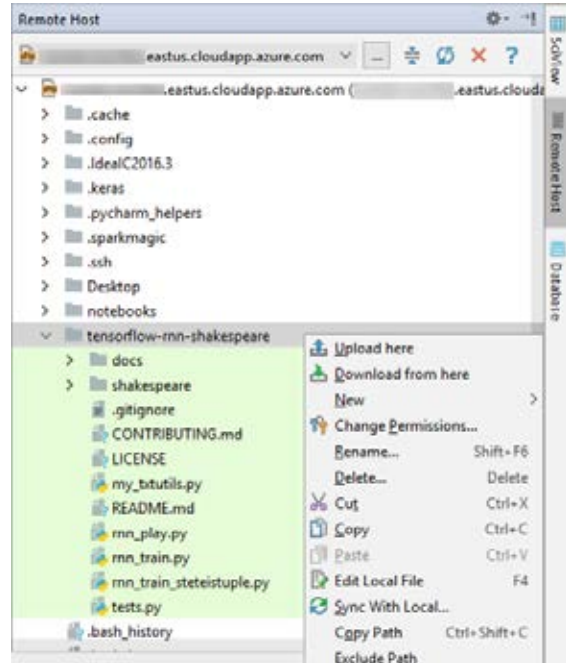 Remote Host
eastus.cloudapp.azure.com
...
?
.eastus.cloudapp.azure.com ( .eastus.clouda
.cache
.config
.IdealC2016.3
.keras
.pycharm_helpers
.sparkmagic
.ssh
Desktop
notebooks
tensorflow-rnn-shakespeare
docs
shakespeare
.gitignore
CONTRIBUTING.md
LICENSE
my_txtutils.py
README.md
rnn_play.py
rnn_train.py
rnn_train_stateistuple.py
tests.py
.bash_history
Upload here
Download from here
New
Change Permissions...
Rename... Shift+F6
Delete... Delete
Cut Ctrl+X
Copy Ctrl+C
Paste Ctrl+V
Edit Local File F4
Sync With Local...
Copy Path Ctrl+Shift+C
Exclude Path
SciView
Remote Host
Database